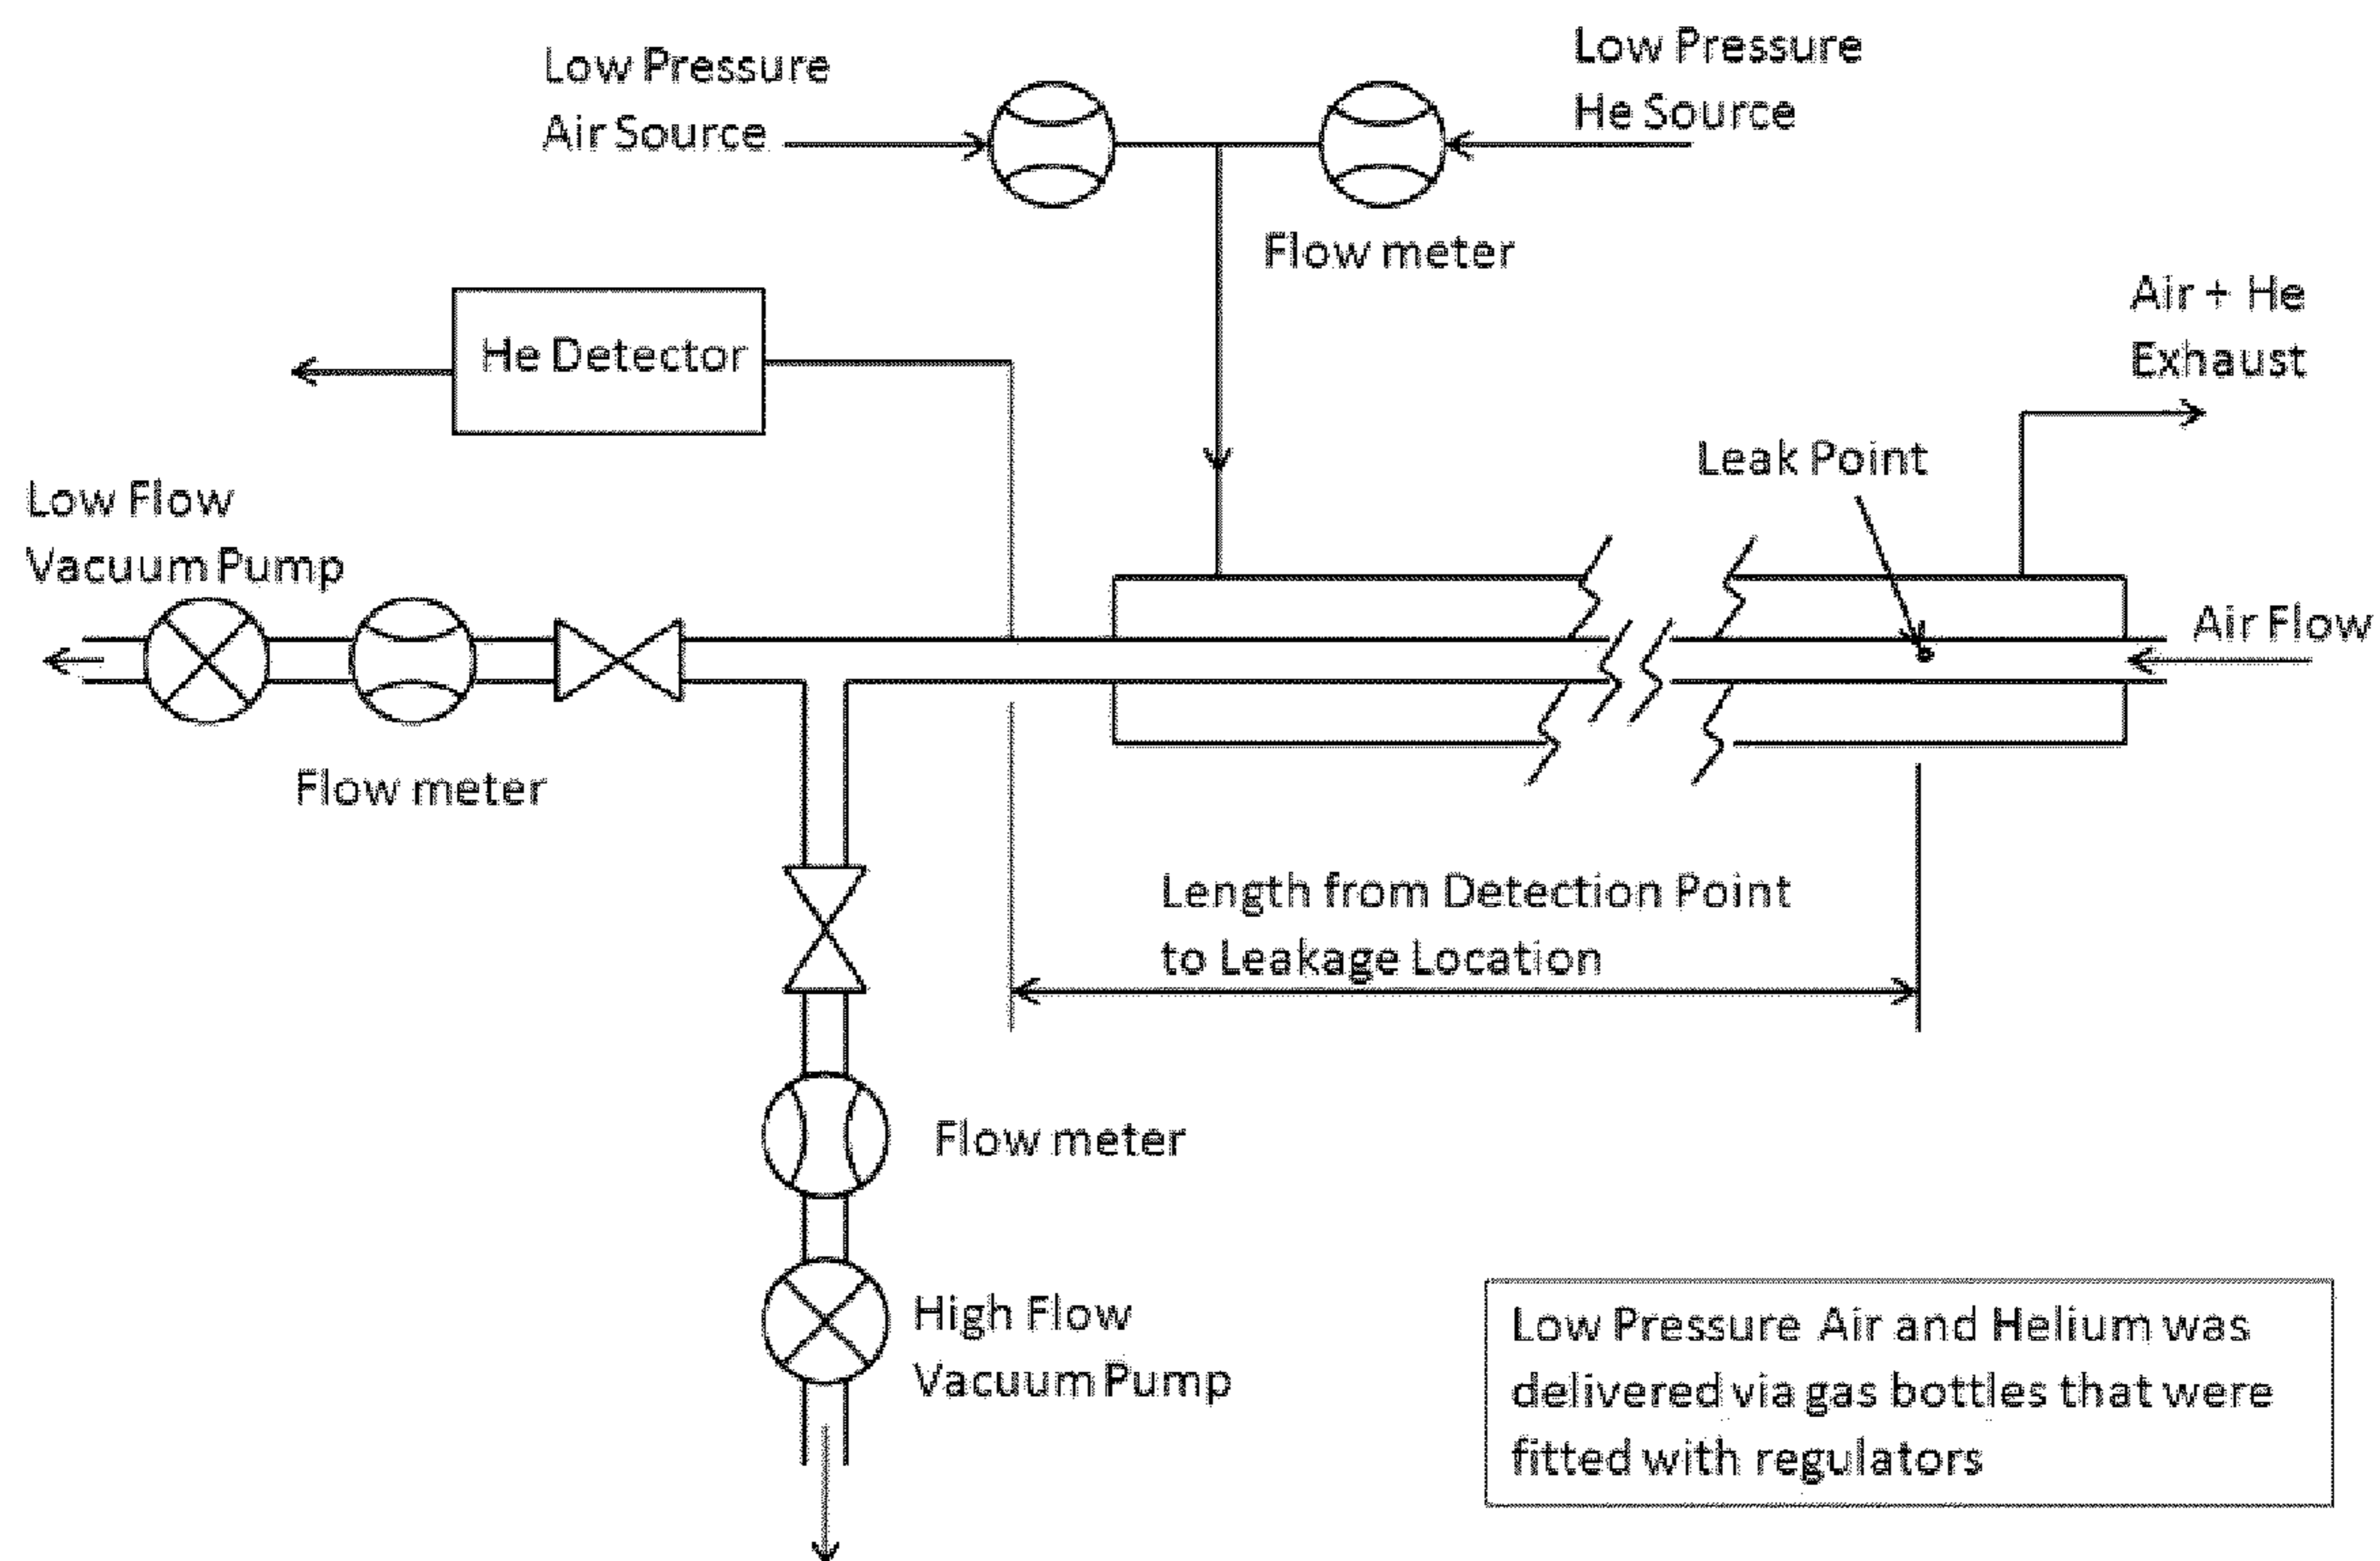 Low Pressure
Air Source
Low Pressure
He Source
Flow meter
Air + He
Exhaust
He Detector
Leak Point
Low Flow
Vacuum Pump
Air Flow
Flow meter
Length from Detection Point
to Leakage Location
Flow meter
High Flow
Vacuum Pump
Low Pressure Air and Helium was
delivered via gas bottles that were
fitted with regulators